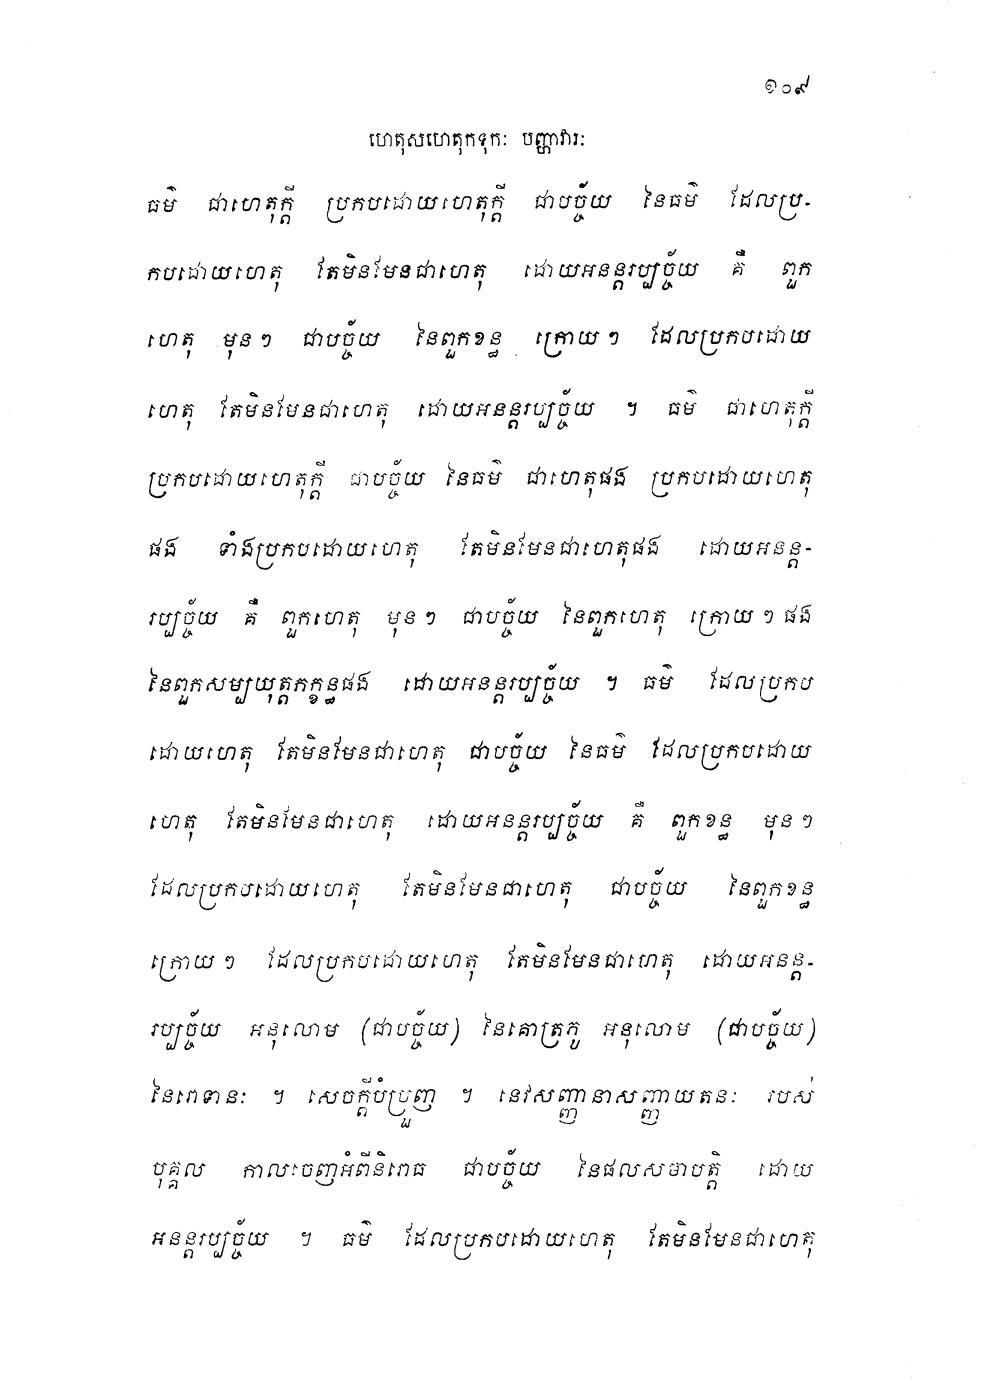 ១០៩
ហេតុសហេតុកទុកៈ បញ្ហាវារៈ
ធម៌ ជាហេតុក្តី ប្រកបដោយហេតុក្តី ជាបច្ច័យ នៃធម៌ ដែលប្រ-
កបដោយហេតុ តែមិនមែនជាហេតុ ដោយអនន្តរប្បច្ច័យ គឺ ពួក
ហេតុ មុនៗ ជាបច្ច័យ នៃពួកខន្ធ ក្រោយៗ ដែលប្រកបដោយ
ហេតុ តែមិនមែនជាហេតុ ដោយអនន្តរប្បច្ច័យ ។ ធម៌ ជាហេតុក្តី
ប្រកបដោយហេតុក្តី ជាបច្ច័យ នៃធម៌ ជាហេតុផង ប្រកបដោយហេតុ
ផង ទាំងប្រកបដោយហេតុ តែមិនមែនជាហេតុផង ដោយអនន្ត-
រប្បច្ច័យ គឺ ពួកហេតុ មុនៗ ជាបច្ច័យ នៃពួកហេតុ ក្រោយៗ ផង
នៃពួកសម្បយុត្តកក្ខន្ធផង ដោយអនន្តរប្បច្ច័យ ។ ធម៌ ដែលប្រកប
ដោយហេតុ តែមិនមែនជាហេតុ ជាបច្ច័យ នៃធម៌ ដែលប្រកបដោយ
ហេតុ តែមិនមែនជាហេតុ ដោយអនន្តរប្បច្ច័យ គឺ ពួកខន្ធ មុនៗ
ដែលប្រកបដោយហេតុ តែមិនមែនជាហេតុ ជាបច្ច័យ នៃពួកខន្ធ
ក្រោយៗ ដែលប្រកបដោយហេតុ តែមិនមែនជាហេតុ ដោយអនន្ត-
រប្បច្ច័យ អនុលោម (ជាបច្ច័យ) នៃគោត្រភូ អនុលោម (ជាបច្ច័យ)
នៃវោទានៈ ។ សេចក្តីបំប្រួញ ។ នេវសញ្ញានាសញ្ញាយតនៈ របស់
បុគ្គល កាលចេញអំពីនិរោធ ជាបច្ច័យ នៃផលសមាបត្តិ ដោយ
អនន្តរប្បច្ច័យ ។ ធម៌ ដែលប្រកបដោយហេតុ តែមិនមែនជាហេតុ